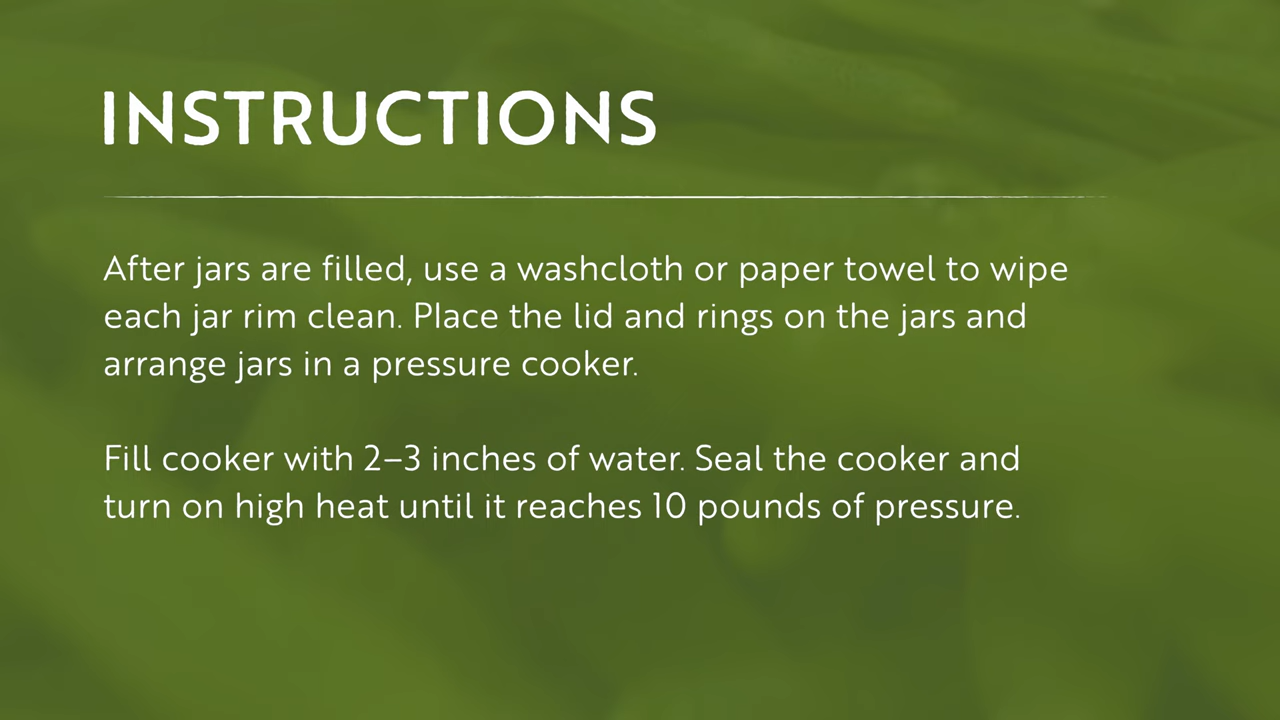 INSTRUCTIONS
After jars are filled, use a washcloth or paper towel to wipe
each jar rim clean. Place the lid and rings on the jars and
arrange jars in a pressure cooker.
Fill cooker with 2–3 inches of water. Seal the cooker and
turn on high heat until it reaches 10 pounds of pressure.